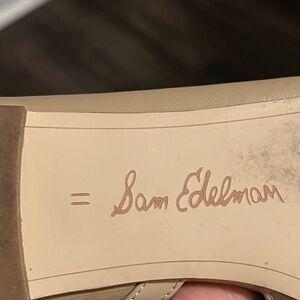 = Sam Edelman